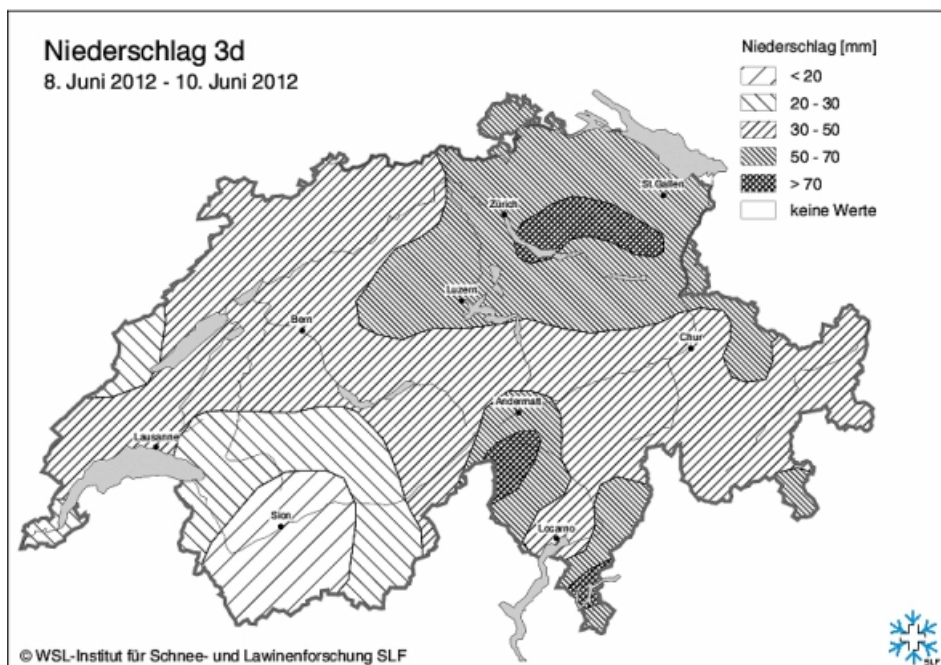 Niederschlag 3d
8. Juni 2012 - 10. Juni 2012
Niederschlag [mm]
< 20
20 - 30
30 - 50
50 - 70
> 70
keine Werte
St.Gallen
Zürich
Luzern
Bern
Chur
Andermatt
Lausanne
Sion
Locarno
© WSL-Institut für Schnee- und Lawinenforschung SLF
SLF